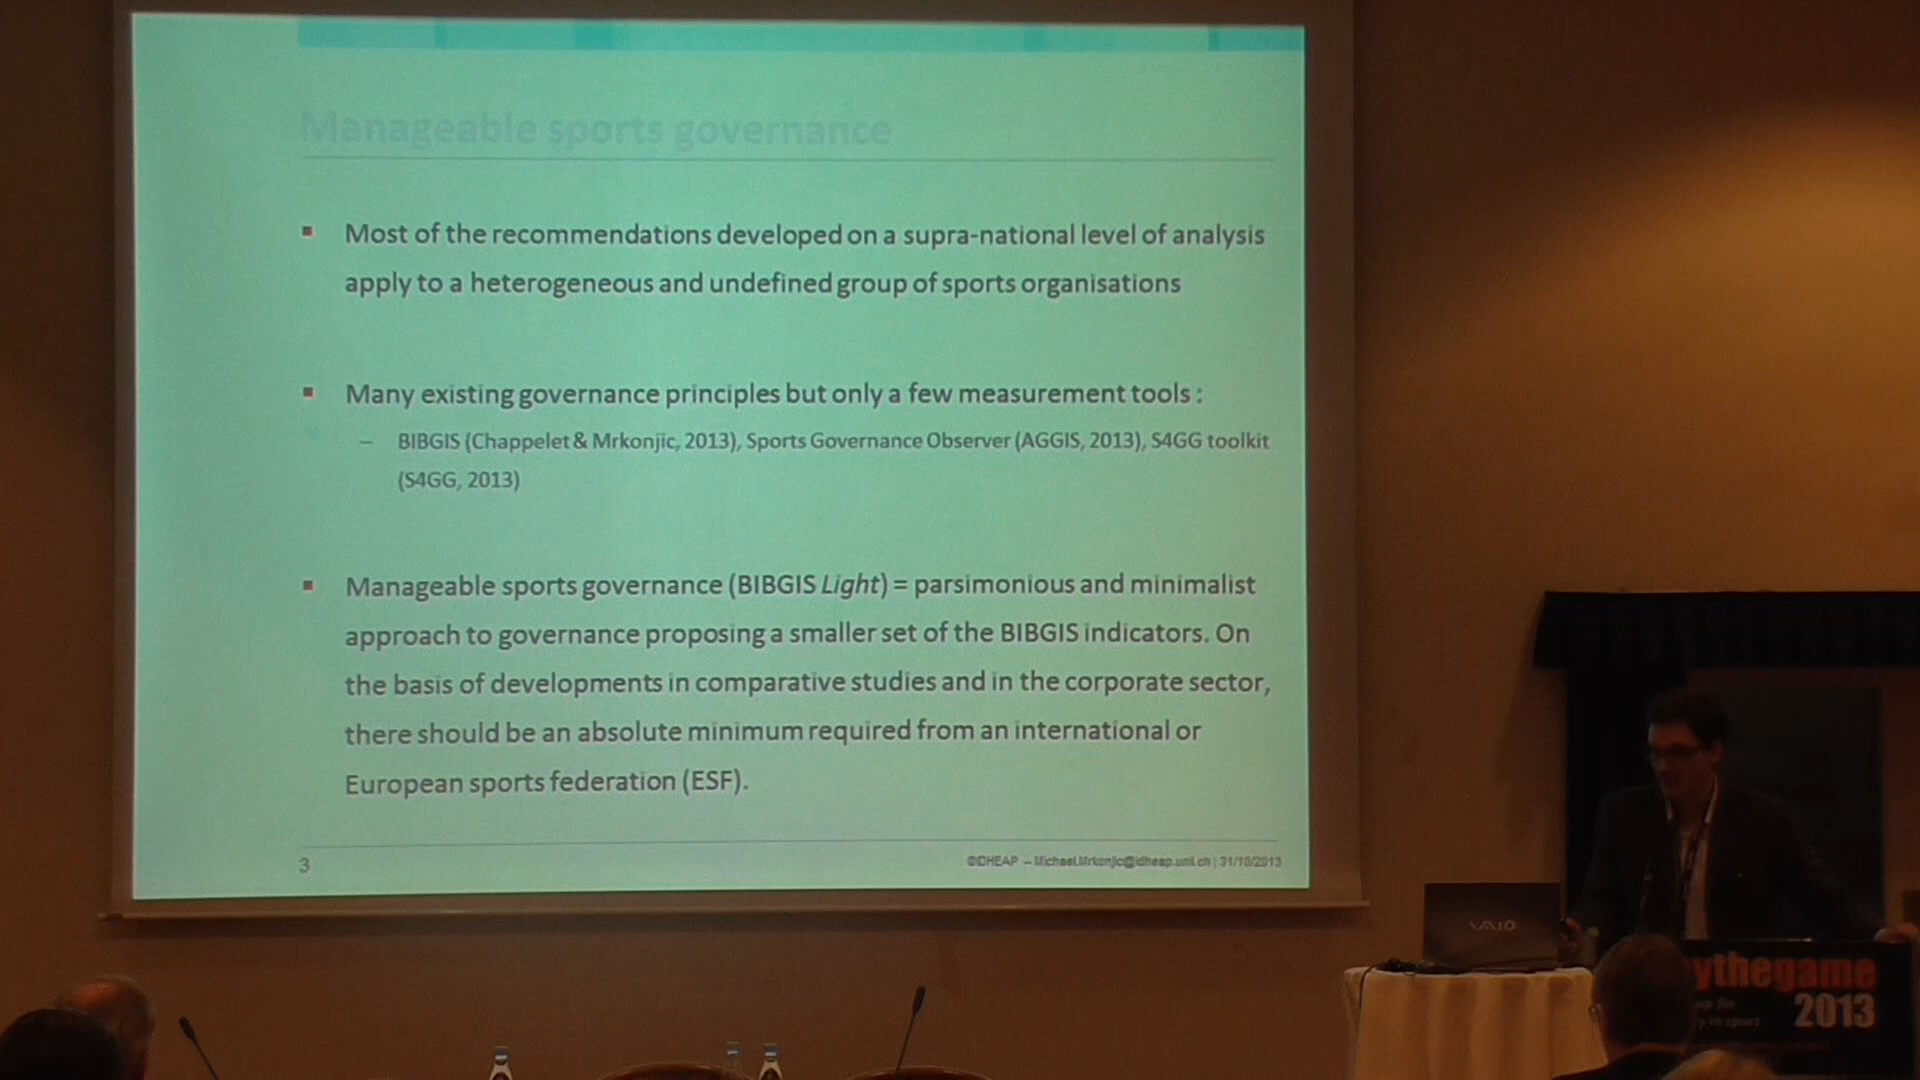 Manageable sports governance
▪ Most of the recommendations developed on a supra-national level of analysis
apply to a heterogeneous and undefined group of sports organisations
▪ Many existing governance principles but only a few measurement tools :
– BIBGIS (Chappelet & Mrkonjic, 2013), Sports Governance Observer (AGGIS, 2013), S4GG toolkit
(S4GG, 2013)
▪ Manageable sports governance (BIBGIS Light) = parsimonious and minimalist
approach to governance proposing a smaller set of the BIBGIS indicators. On
the basis of developments in comparative studies and in the corporate sector,
there should be an absolute minimum required from an international or
European sports federation (ESF).
3
©IDHEAP – Michael.Mrkonjic@idheap.unil.ch | 31/10/2013
VAIO
ythegame
2013
in sport